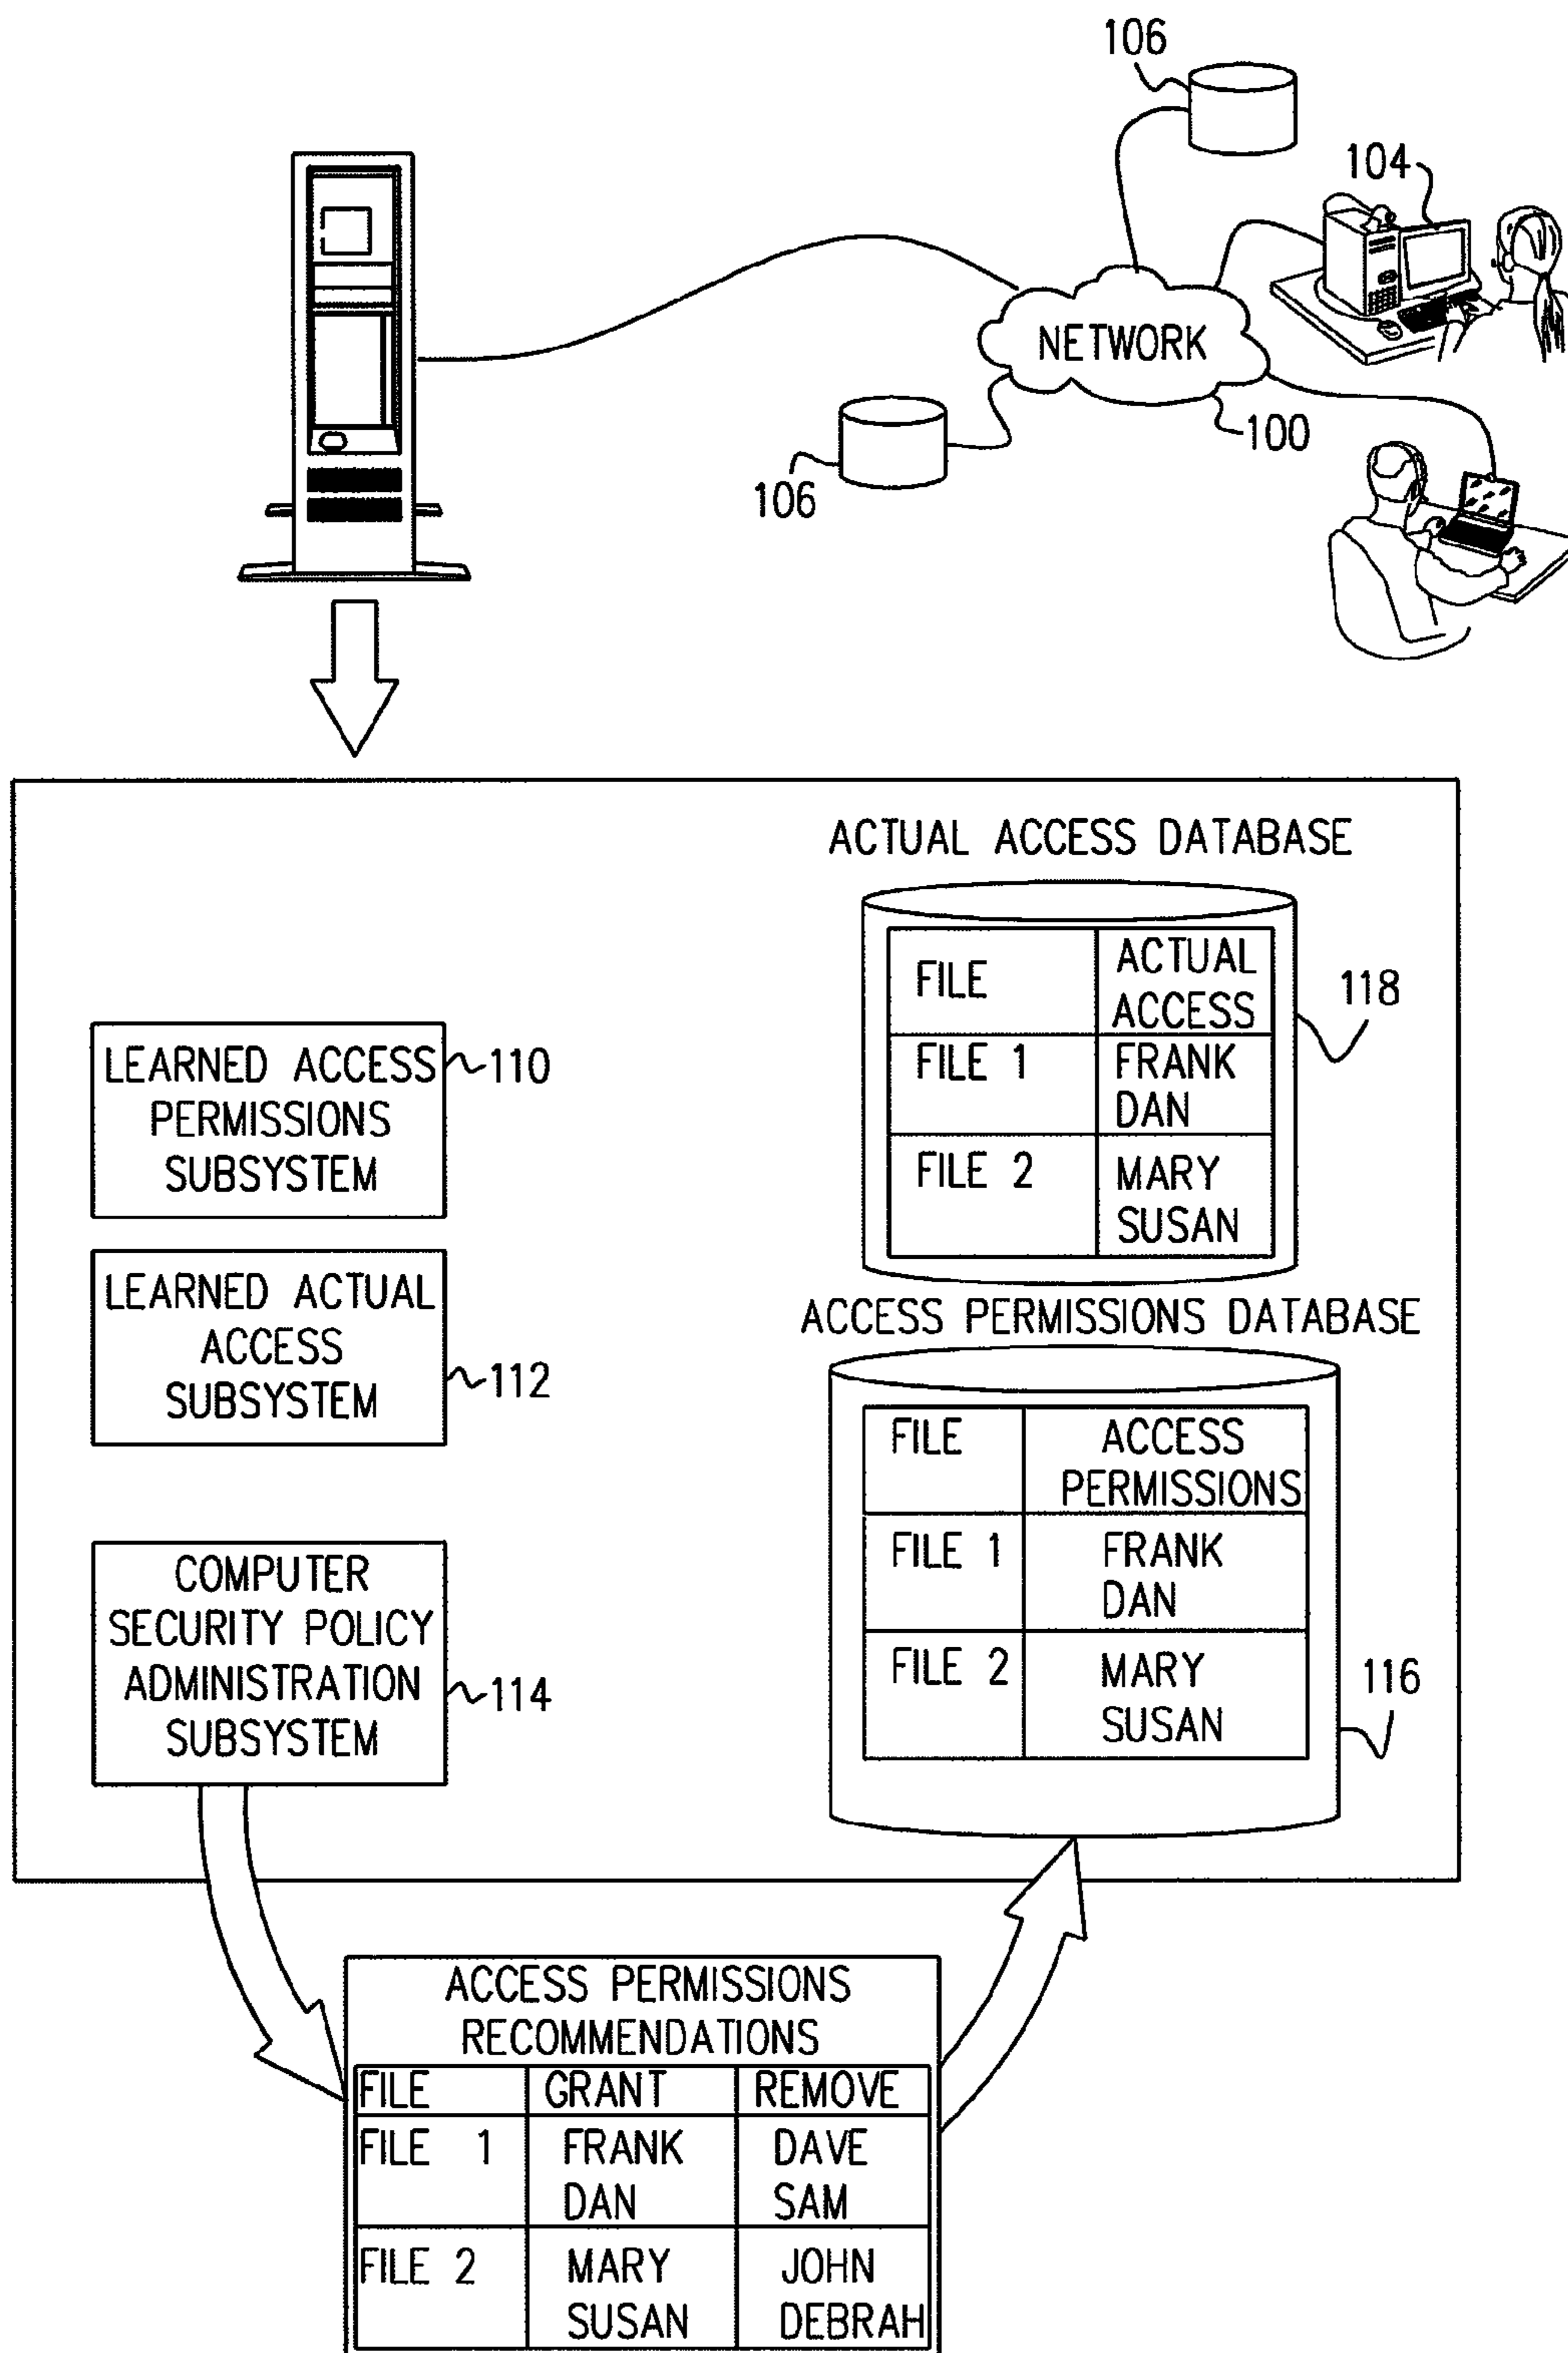 106
104
NETWORK
100
106
ACTUAL ACCESS DATABASE
FILE
ACTUAL
ACCESS
118
FILE 1
FRANK
DAN
FILE 2
MARY
SUSAN
LEARNED ACCESS
PERMISSIONS
SUBSYSTEM
110
LEARNED ACTUAL
ACCESS
SUBSYSTEM
112
ACCESS PERMISSIONS DATABASE
FILE
ACCESS
PERMISSIONS
FILE 1
FRANK
DAN
FILE 2
MARY
SUSAN
116
COMPUTER
SECURITY POLICY
ADMINISTRATION
SUBSYSTEM
114
ACCESS PERMISSIONS
RECOMMENDATIONS
FILE GRANT REMOVE
FILE 1 FRANK DAVE
DAN SAM
FILE 2 MARY JOHN
SUSAN DEBRAH